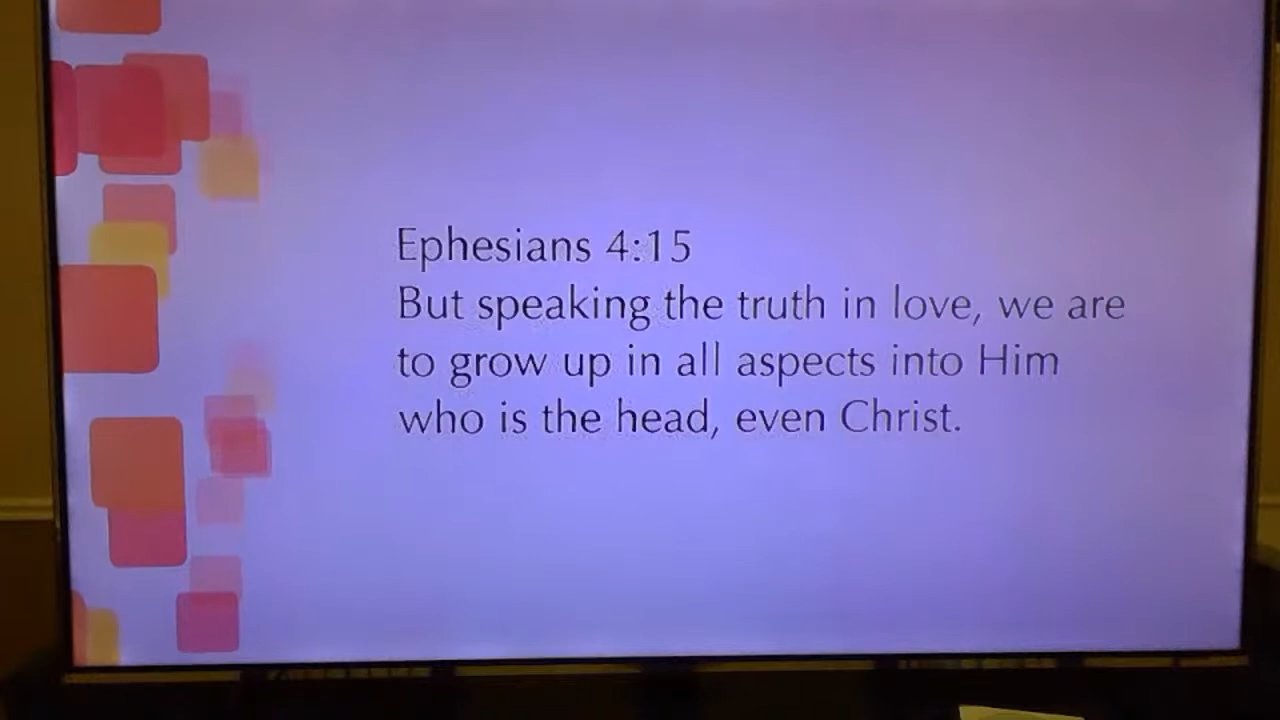 Ephesians 4:15
But speaking the truth in love, we are
to grow up in all aspects into Him
who is the head, even Christ.